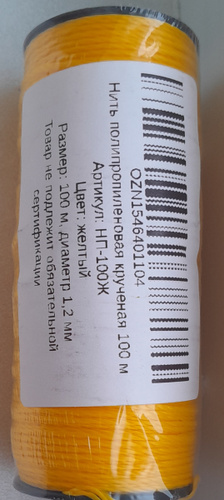 OZN1546401104
Нить полипропиленовая крученая 100 м
Артикул: НП-100Ж
Цвет: желтый
Размер: 100 м, диаметр 1,2 мм
Товар не подлежит обязательной
сертификации